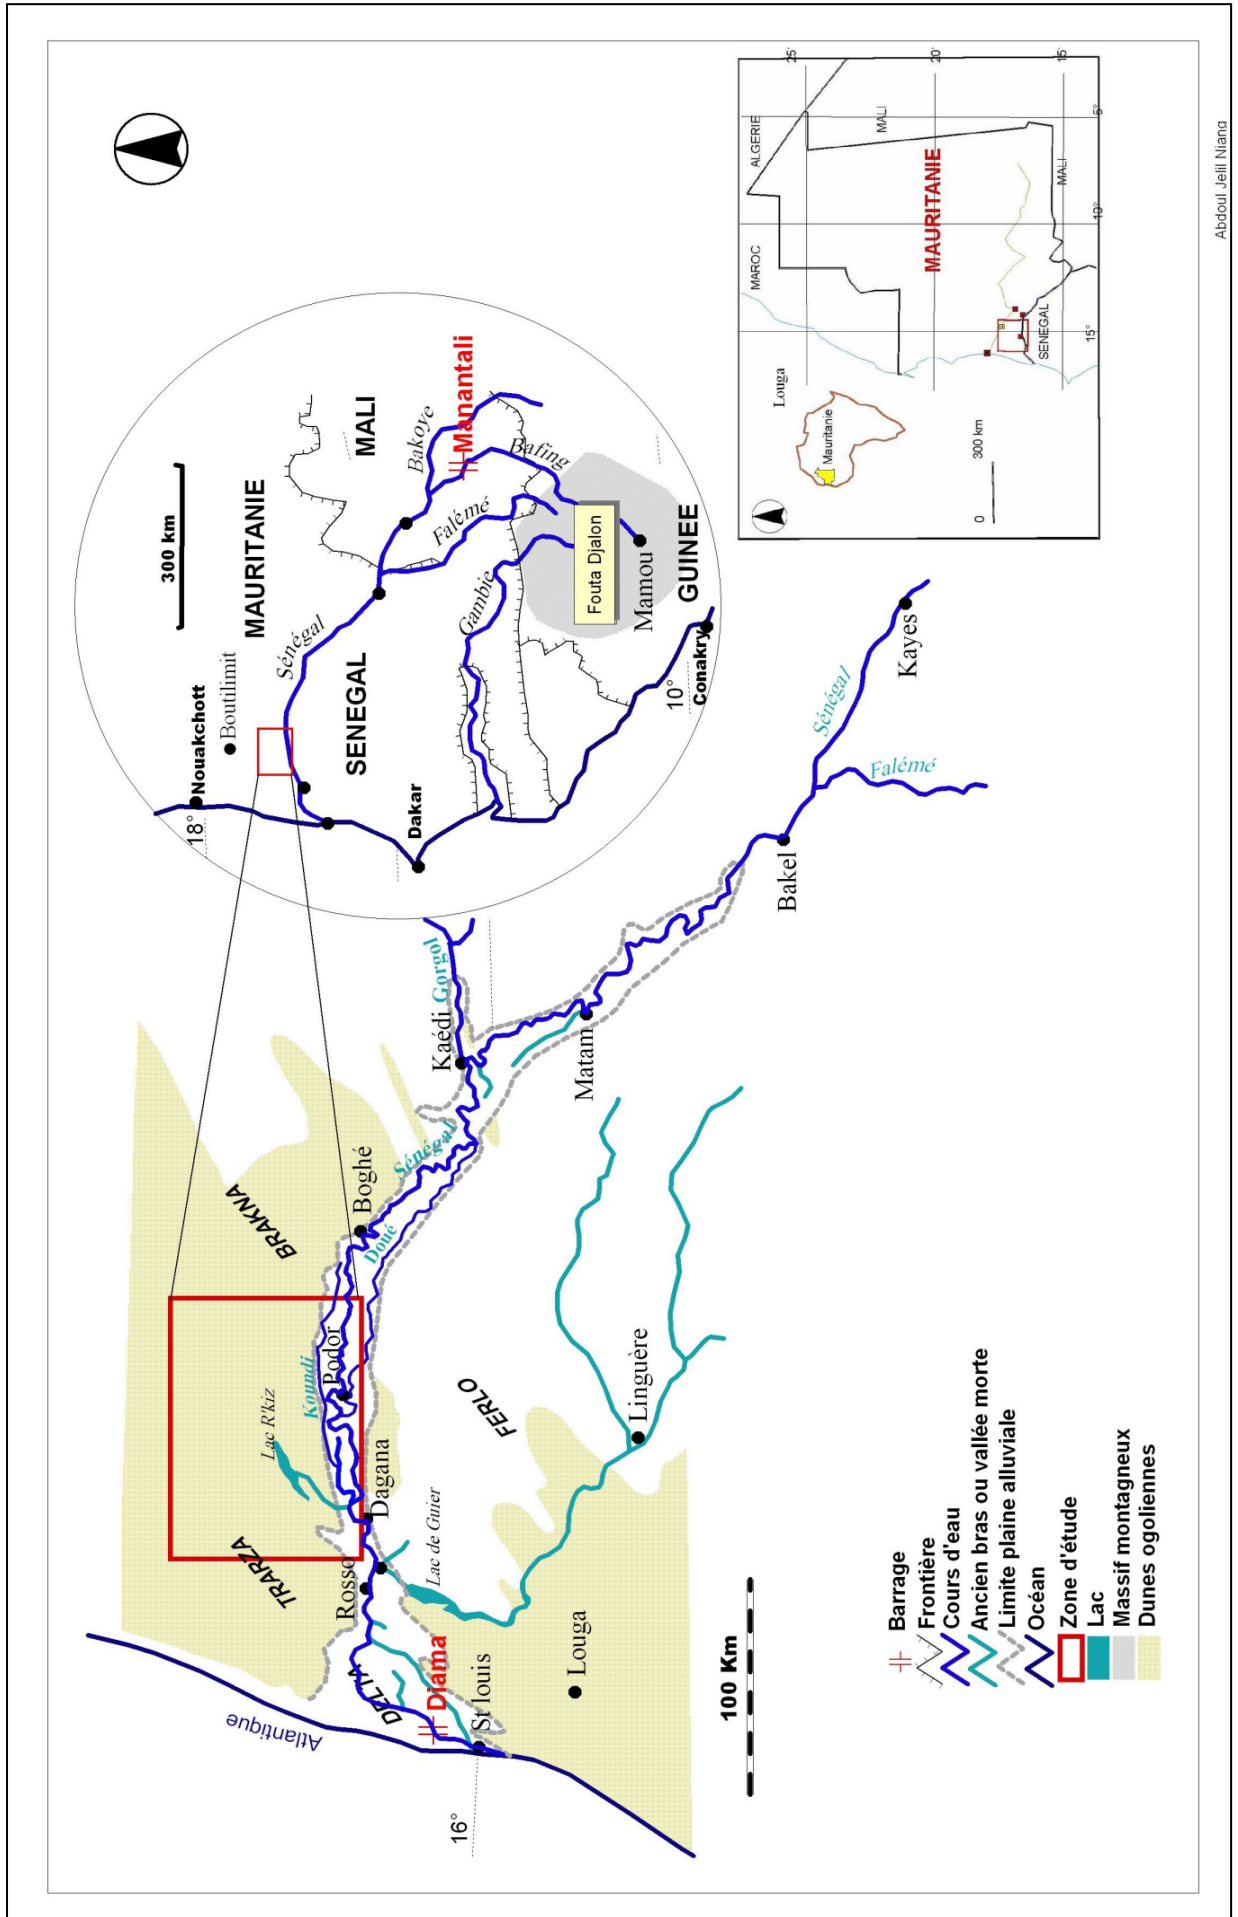 300 km
MAURITANE
MALI
Nouakchott
Boutilimit
18°
Sénégal
SENEGAL
Bakoye
Manantali
Falémé
Bafing
Gambie
Fouta Djalon
Mamou
GUINEE
Dakar
10°
Conakry
25'
20'
15'
ALGERIE
MALI
MAROC
MAURITANIE
MALI
5°
10°
15°
SENEGAL
Louga
Mauritanie
300 km
0
Abdoul Jelil Niang
BRAKNA
TRARZA
FERLO
DELTA
Atlantique
Lac R'kiz
Koundi
Podor
Boghé
Sénégal
Doué
Kaédi
Gorgol
Matam
Bakel
Sénégal
Falémé
Kayes
Dagana
Rosso
Lac de Guier
Linguère
Diama
St louis
Louga
16°
100 Km
Barrage
Frontière
Cours d'eau
Ancien bras ou vallée morte
Limite plaine alluviale
Océan
Zone d'étude
Lac
Massif montagneux
Dunes ogoliennes